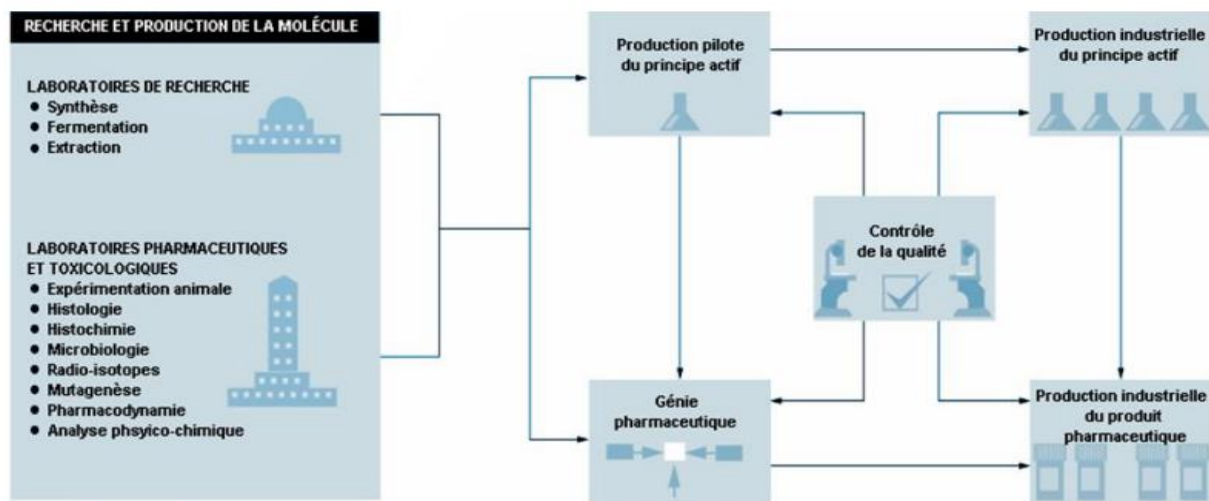 RECHERCHE ET PRODUCTION DE LA MOLÉCULE
LABORATOIRES DE RECHERCHE
● Synthèse
● Fermentation
● Extraction
LABORATOIRES PHARMACEUTIQUES
ET TOXICOLOGIQUES
● Expérimentation animale
● Histologie
● Histochimie
● Microbiologie
● Radio-isotopes
● Mutagenèse
● Pharmacodynamie
● Analyse phsyico-chimique
Production pilote
du principe actif
Production industrielle
du principe actif
Contrôle
de la qualité
Génie
pharmaceutique
Production industrielle
du produit
pharmaceutique